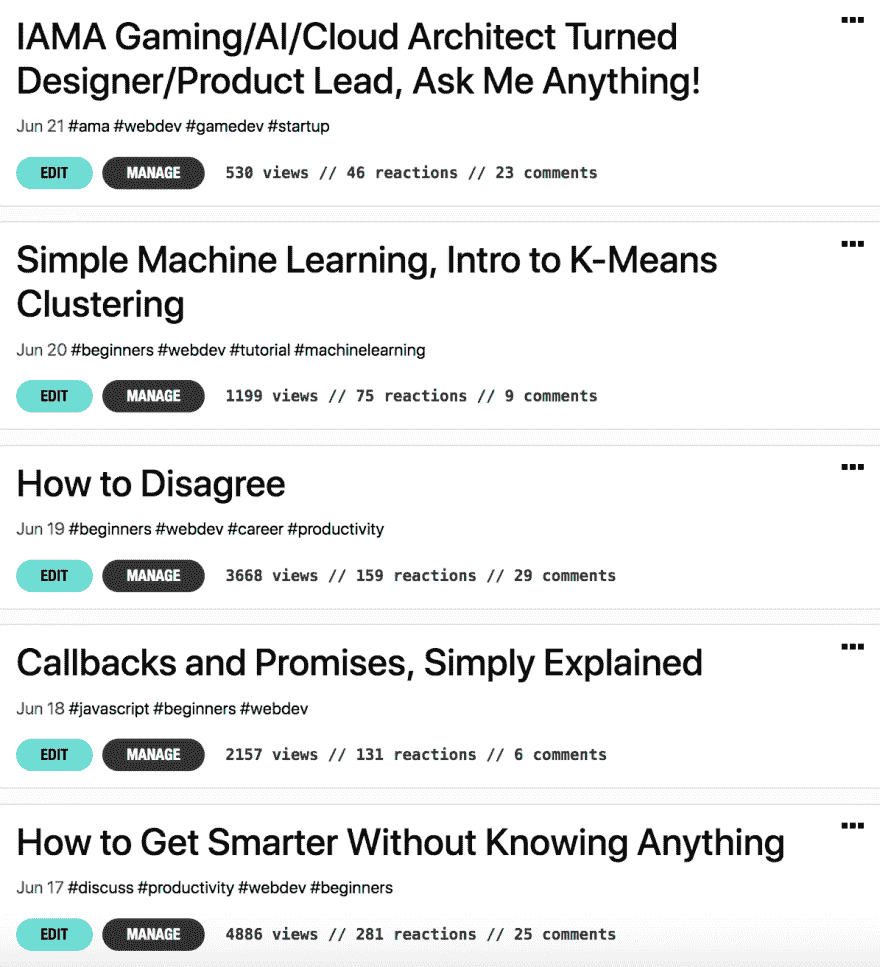 IAMA Gaming/AI/Cloud Architect Turned
Designer/Product Lead, Ask Me Anything!
Jun 21 #ama #webdev #gamedev #startup
EDIT MANAGE 530 views // 46 reactions // 23 comments
Simple Machine Learning, Intro to K-Means
Clustering
Jun 20 #beginners #webdev #tutorial #machinelearning
EDIT MANAGE 1199 views // 75 reactions // 9 comments
How to Disagree
Jun 19 #beginners #webdev #career #productivity
EDIT MANAGE 3668 views // 159 reactions // 29 comments
Callbacks and Promises, Simply Explained
Jun 18 #javascript #beginners #webdev
EDIT MANAGE 2157 views // 131 reactions // 6 comments
How to Get Smarter Without Knowing Anything
Jun 17 #discuss #productivity #webdev #beginners
EDIT MANAGE 4886 views // 281 reactions // 25 comments